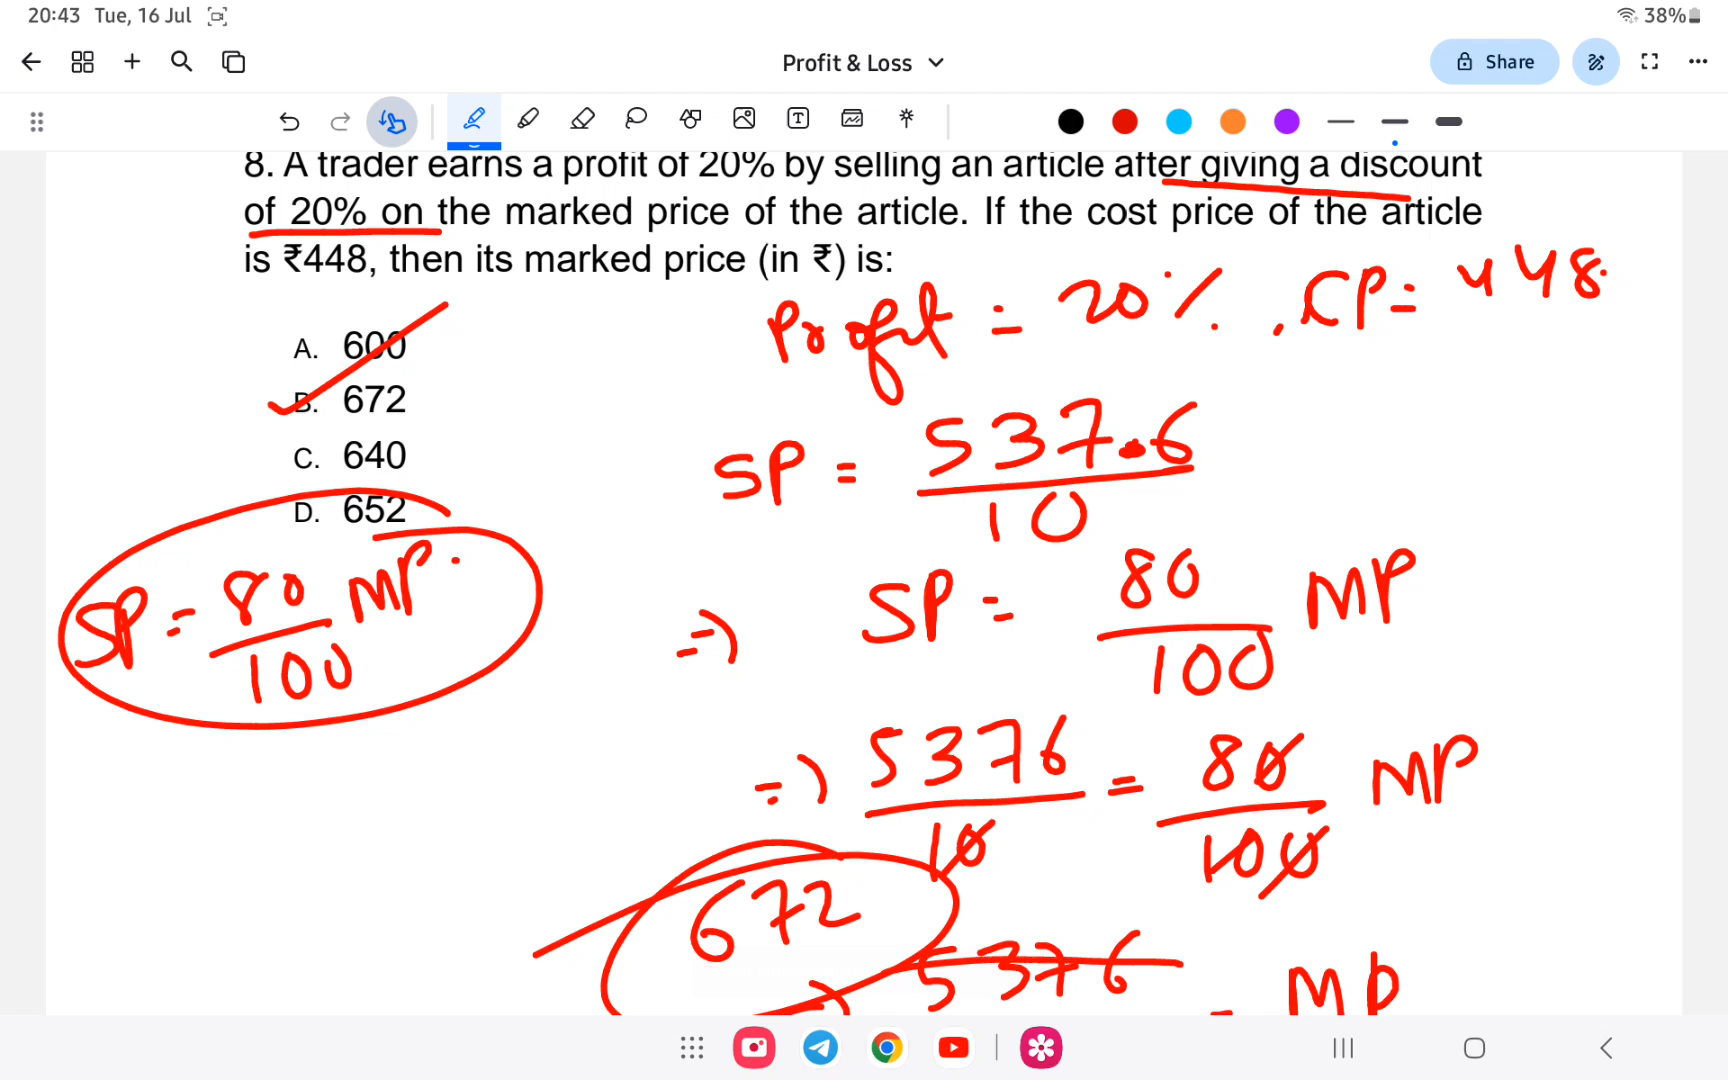 20:43 Tue, 16 Jul
38%
Profit & Loss
Share
8. A trader earns a profit of 20% by selling an article after giving a discount
of 20% on the marked price of the article. If the cost price of the article
is ₹448, then its marked price (in ₹) is:
Profit = 20%, CP = 448.
A. 600
B. 672
C. 640
D. 652
SP = 537.6 / 10
SP = 80/100 MP.
=> SP = 80/100 MP
=> 5376/10 = 80/100 MP
672
=> 5376 = MP